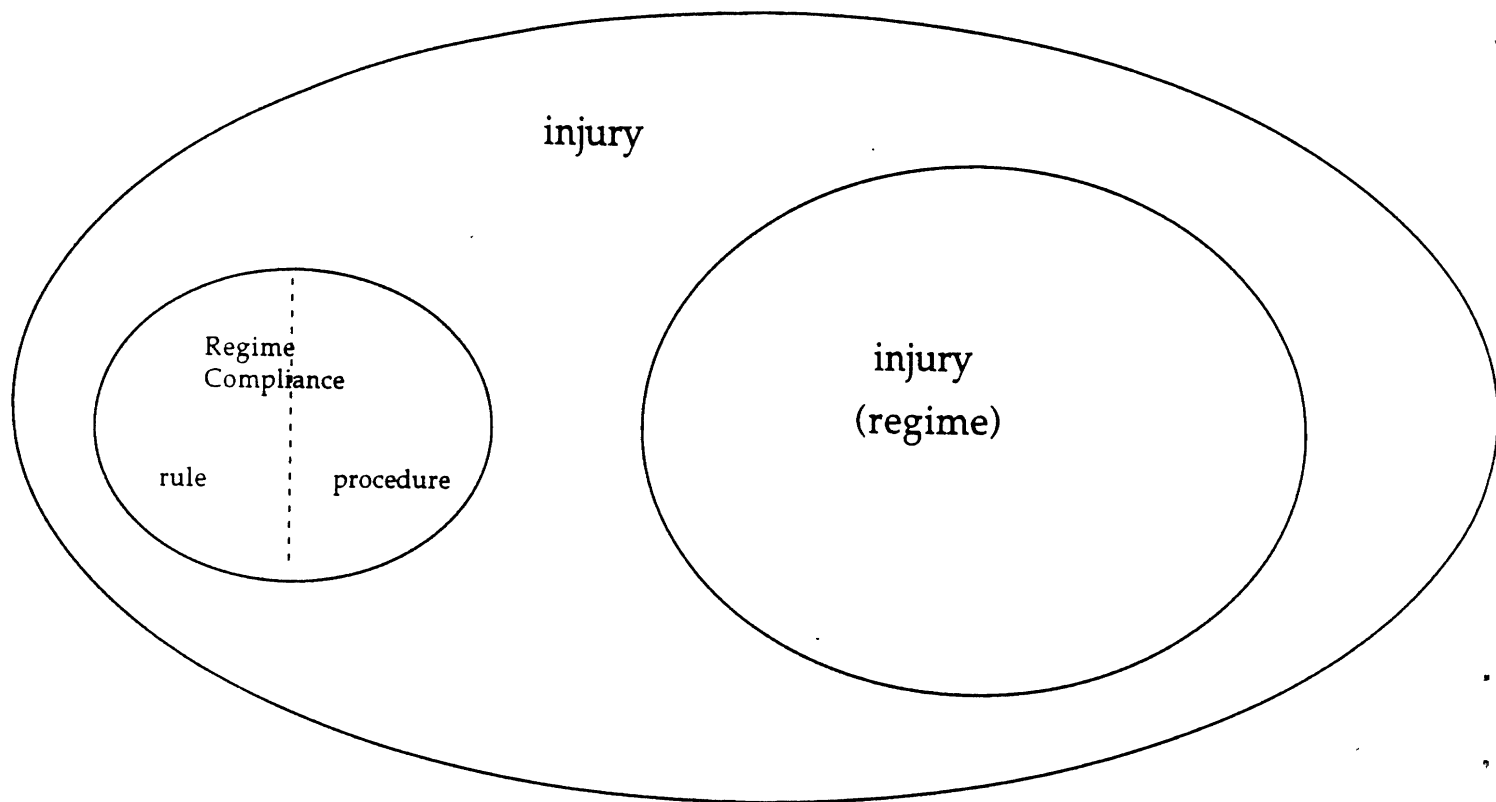 injury
Regime
Compliance
rule
procedure
injury
(regime)